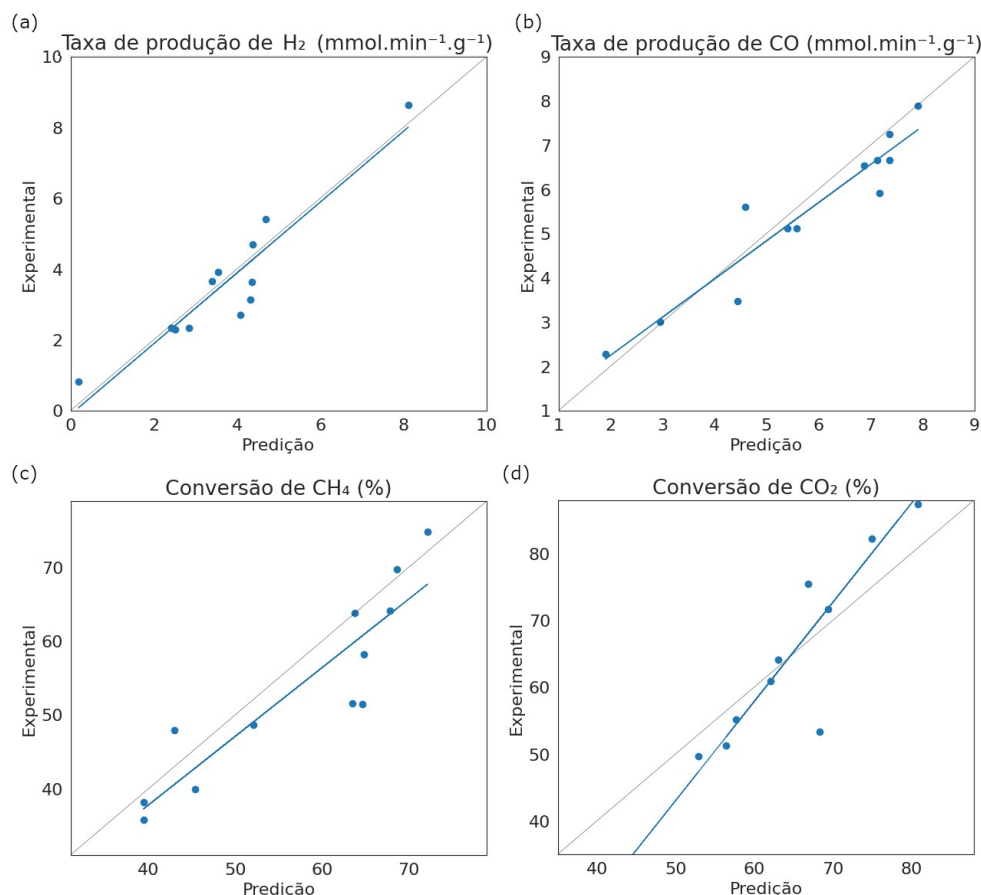 (a)
Taxa de produção de H₂ (mmol.min⁻¹.g⁻¹)
10
8
6
4
2
0
Experimental
0 2 4 6 8 10
Predição
(b)
Taxa de produção de CO (mmol.min⁻¹.g⁻¹)
9
8
7
6
5
4
3
2
1
Experimental
1 2 3 4 5 6 7 8 9
Predição
(c)
Conversão de CH₄ (%)
70
60
50
40
Experimental
40 50 60 70
Predição
(d)
Conversão de CO₂ (%)
80
70
60
50
40
Experimental
40 50 60 70 80
Predição